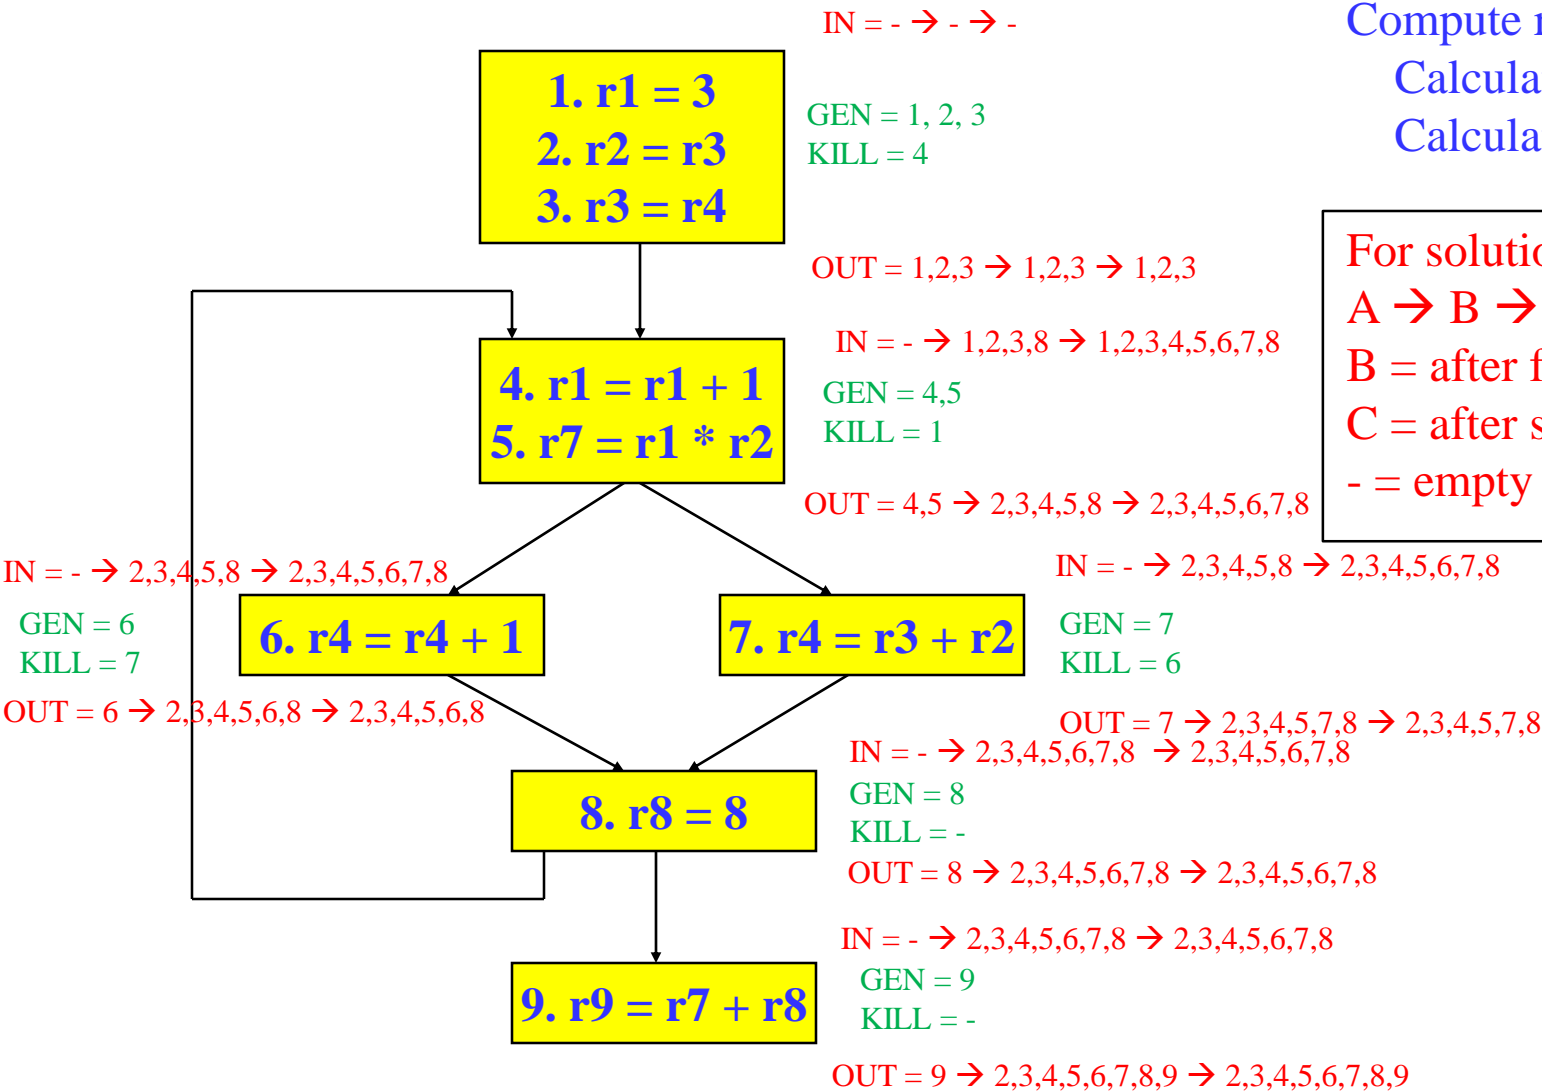 IN = - → - → -
Compute
Calcula
Calcula
1. r1 = 3
2. r2 = r3
3. r3 = r4
GEN = 1, 2, 3
KILL = 4
OUT = 1,2,3 → 1,2,3 → 1,2,3
For solutio
A → B →
B = after f
C = after s
- = empty
IN = - → 1,2,3,8 → 1,2,3,4,5,6,7,8
4. r1 = r1 + 1
5. r7 = r1 * r2
GEN = 4,5
KILL = 1
OUT = 4,5 → 2,3,4,5,8 → 2,3,4,5,6,7,8
IN = - → 2,3,4,5,8 → 2,3,4,5,6,7,8
GEN = 6
KILL = 7
6. r4 = r4 + 1
OUT = 6 → 2,3,4,5,6,8 → 2,3,4,5,6,8
IN = - → 2,3,4,5,8 → 2,3,4,5,6,7,8
7. r4 = r3 + r2
GEN = 7
KILL = 6
OUT = 7 → 2,3,4,5,7,8 → 2,3,4,5,7,8
IN = - → 2,3,4,5,6,7,8 → 2,3,4,5,6,7,8
8. r8 = 8
GEN = 8
KILL = -
OUT = 8 → 2,3,4,5,6,7,8 → 2,3,4,5,6,7,8
IN = - → 2,3,4,5,6,7,8 → 2,3,4,5,6,7,8
9. r9 = r7 + r8
GEN = 9
KILL = -
OUT = 9 → 2,3,4,5,6,7,8,9 → 2,3,4,5,6,7,8,9